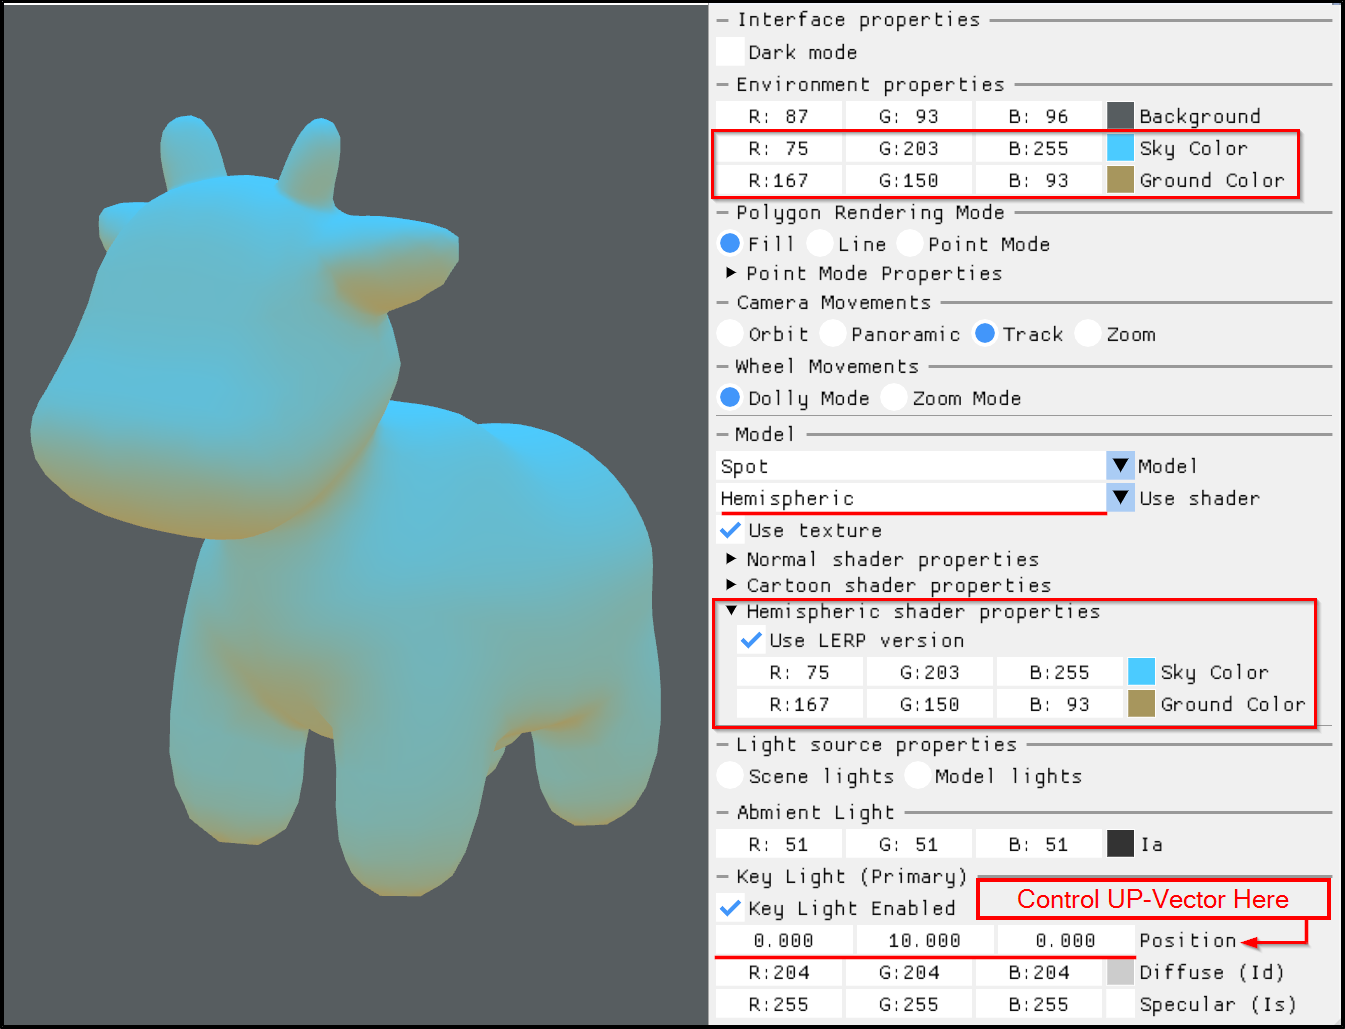 Interface properties
Dark mode
Environment properties
R: 87 G: 93 B: 96 Background
R: 75 G:203 B:255 Sky Color
R:167 G:150 B: 93 Ground Color
Polygon Rendering Mode
Fill Line Point Mode
Point Mode Properties
Camera Movements
Orbit Panoramic Track Zoom
Wheel Movements
Dolly Mode Zoom Mode
Model
Spot Model
Hemispheric Use shader
Use texture
Normal shader properties
Cartoon shader properties
Hemispheric shader properties
Use LERP version
R: 75 G:203 B:255 Sky Color
R:167 G:150 B: 93 Ground Color
Light source properties
Scene lights Model lights
Abmient Light
R: 51 G: 51 B: 51 Ia
Key Light (Primary)
Control UP-Vector Here
Key Light Enabled
0.000 10.000 0.000 Position
R:204 G:204 B:204 Diffuse (Id)
R:255 G:255 B:255 Specular (Is)